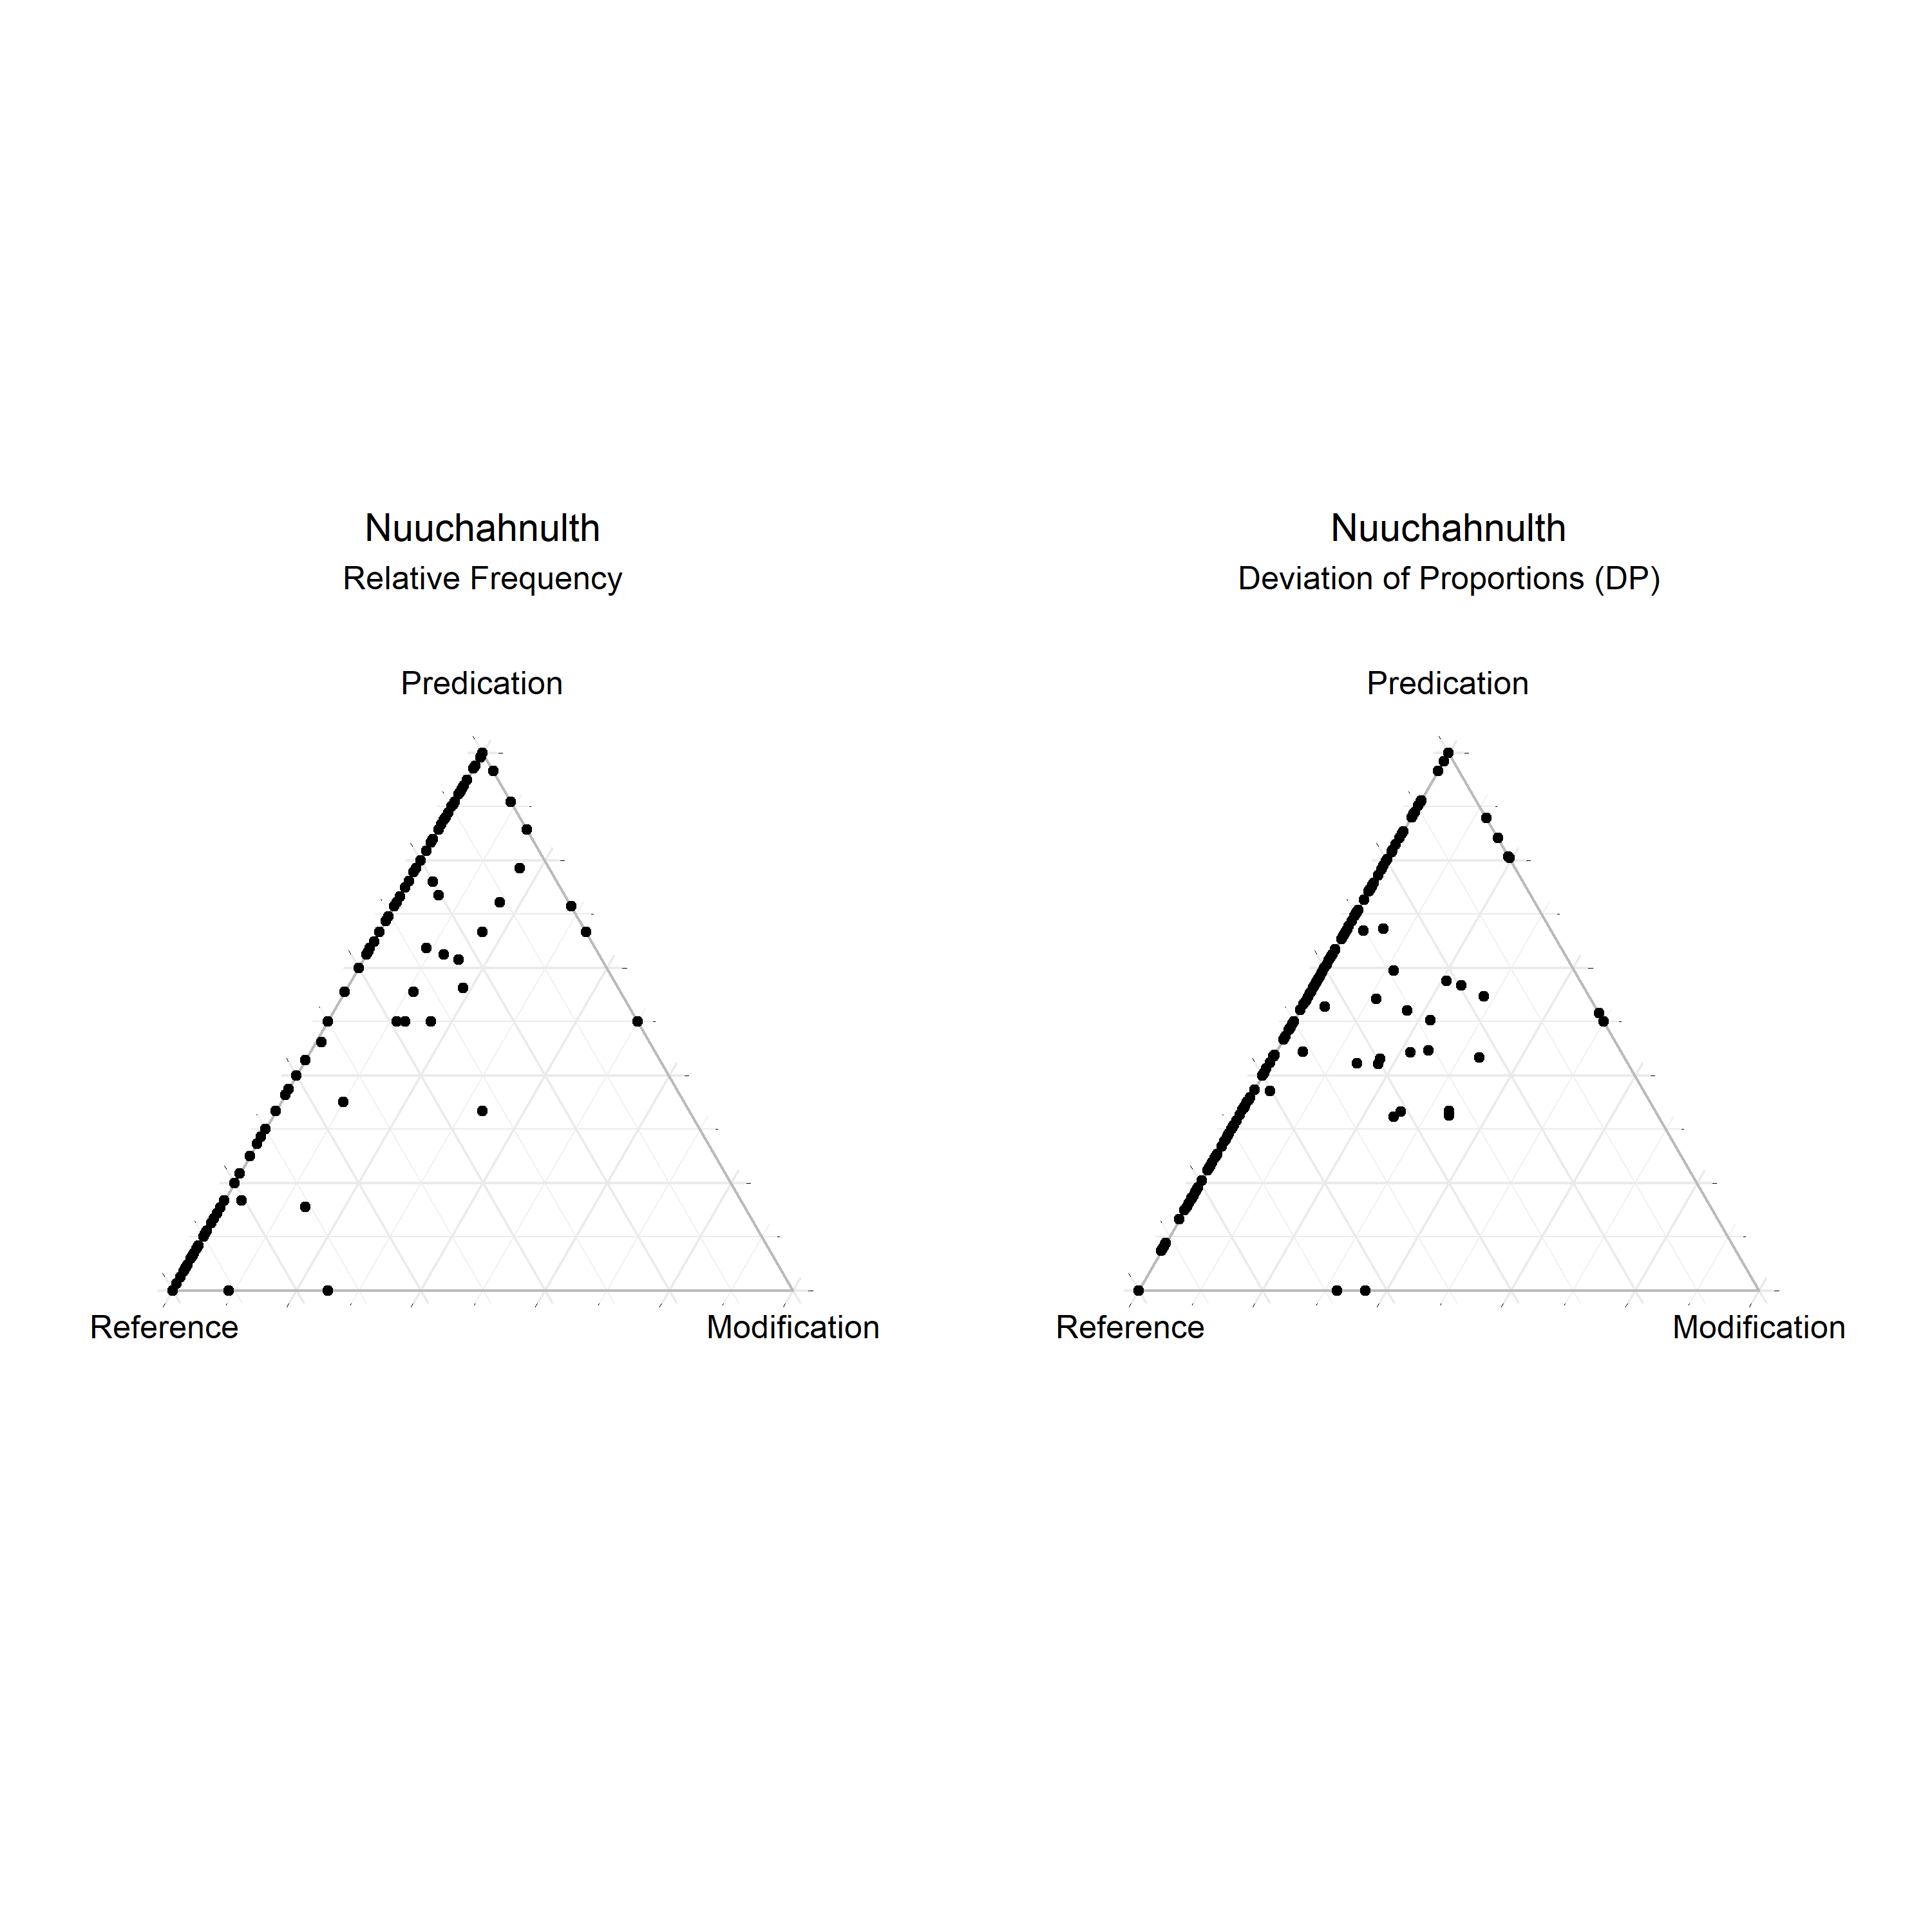 Nuuchahnulth
Relative Frequency
Predication
Reference
Modification
Nuuchahnulth
Deviation of Proportions (DP)
Predication
Reference
Modification